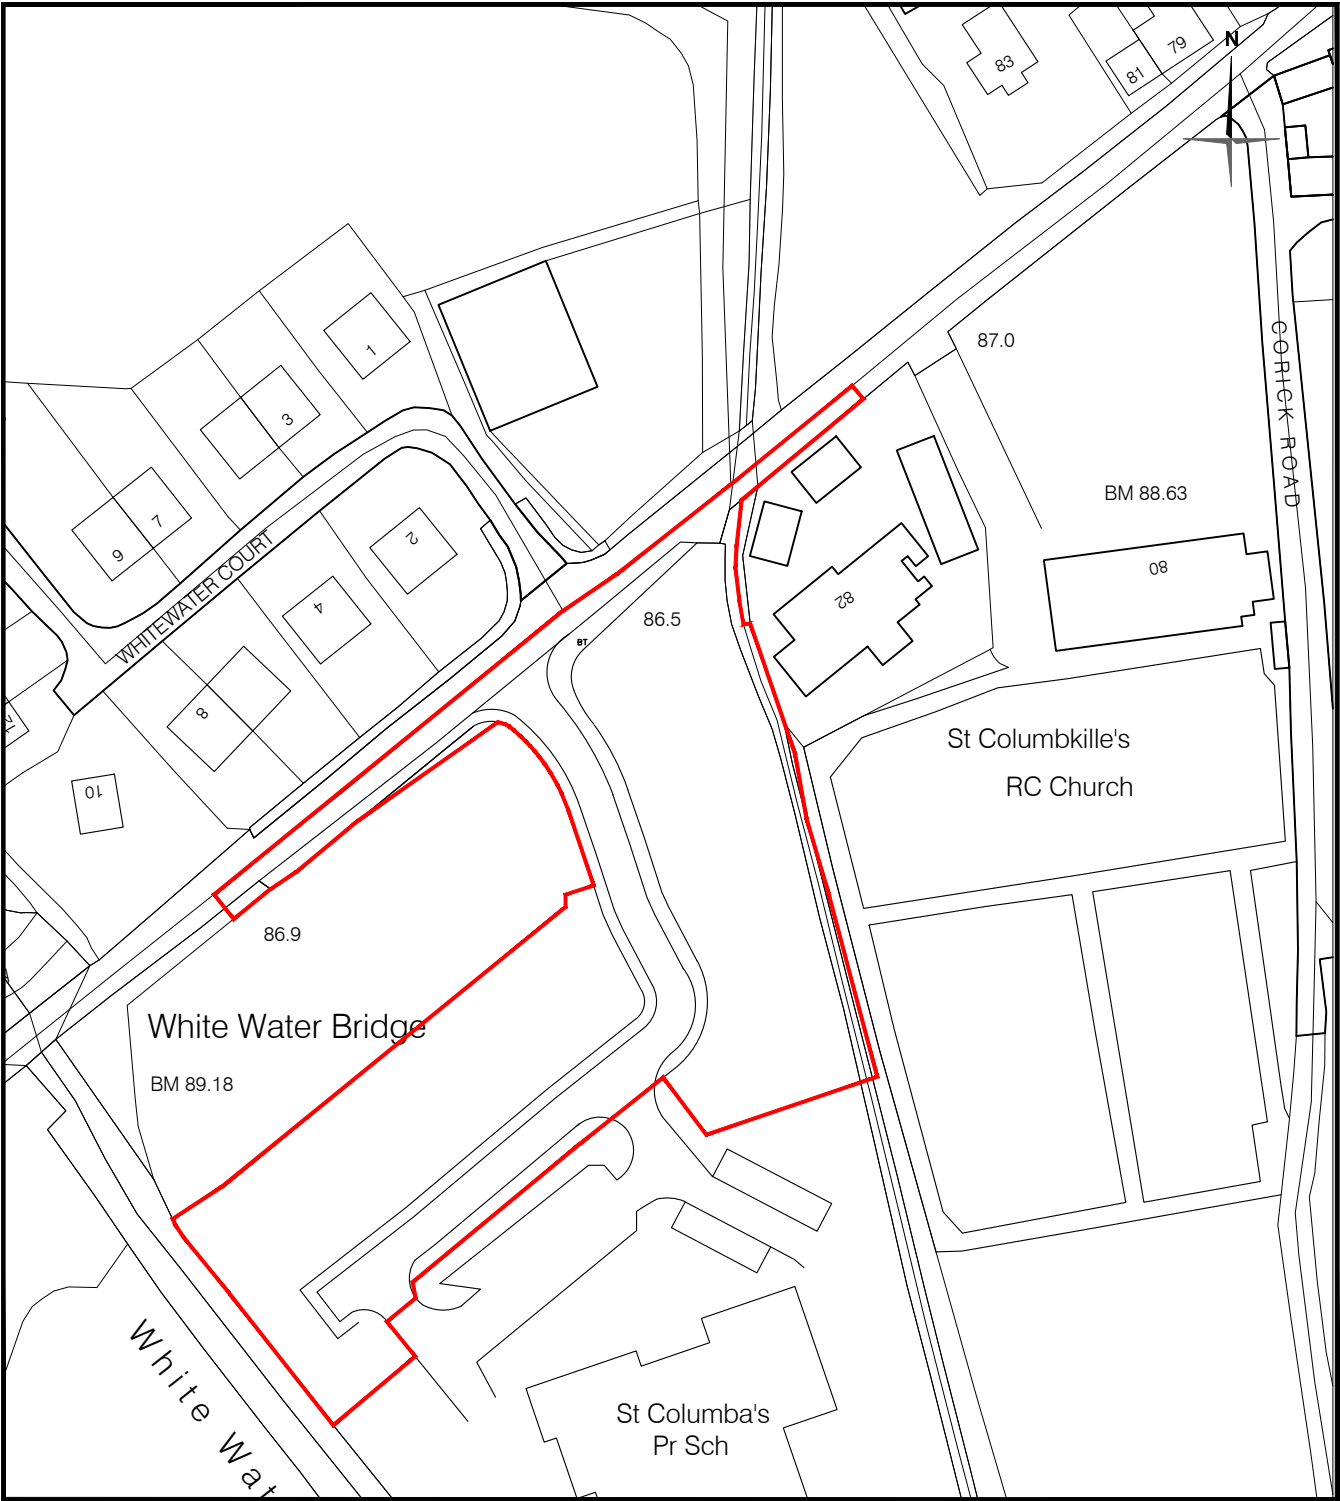 N
83
81
79
87.0
1
3
CORICK ROAD
7
9
BM 88.63
2
WHITEWATER COURT
80
4
82
86.5
BT
8
St Columbkille's
RC Church
12
10
86.9
White Water Bridge
BM 89.18
White Wat
St Columba's
Pr Sch